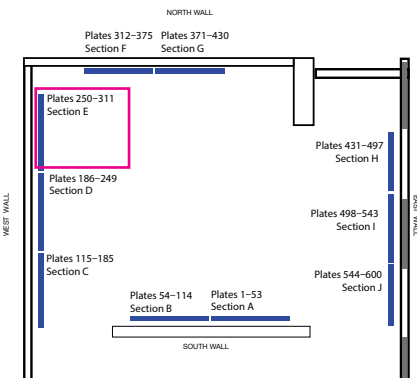 NORTH WALL
Plates 312–375
Section F
Plates 371–430
Section G
Plates 250–311
Section E
Plates 431–497
Section H
Plates 186–249
Section D
WEST WALL
EAST WALL
Plates 498–543
Section I
Plates 115–185
Section C
Plates 544–600
Section J
Plates 54–114
Section B
Plates 1–53
Section A
SOUTH WALL